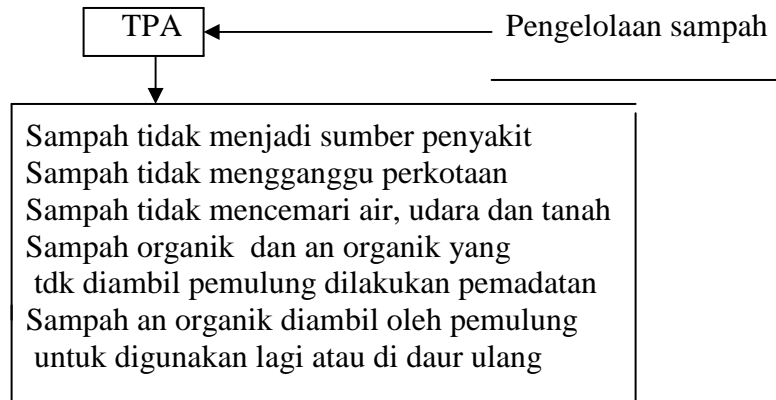 TPA
Pengelolaan sampah
Sampah tidak menjadi sumber penyakit
Sampah tidak mengganggu perkotaan
Sampah tidak mencemari air, udara dan tanah
Sampah organik dan an organik yang
tdk diambil pemulung dilakukan pemadatan
Sampah an organik diambil oleh pemulung
untuk digunakan lagi atau di daur ulang